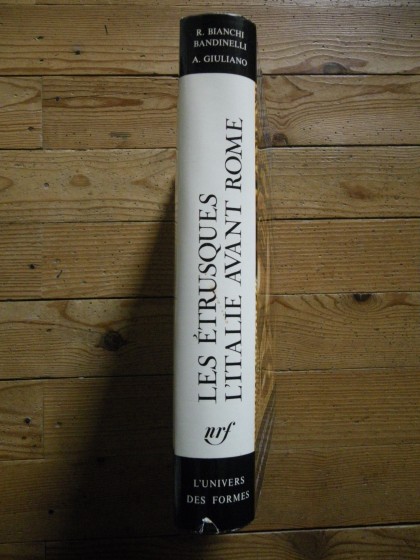 R. BIANCHI
BANDINELLI
A. GIULIANO
LES ÉTRUSQUES
L'ITALIE AVANT ROME
nrf
L'UNIVERS
DES FORMES